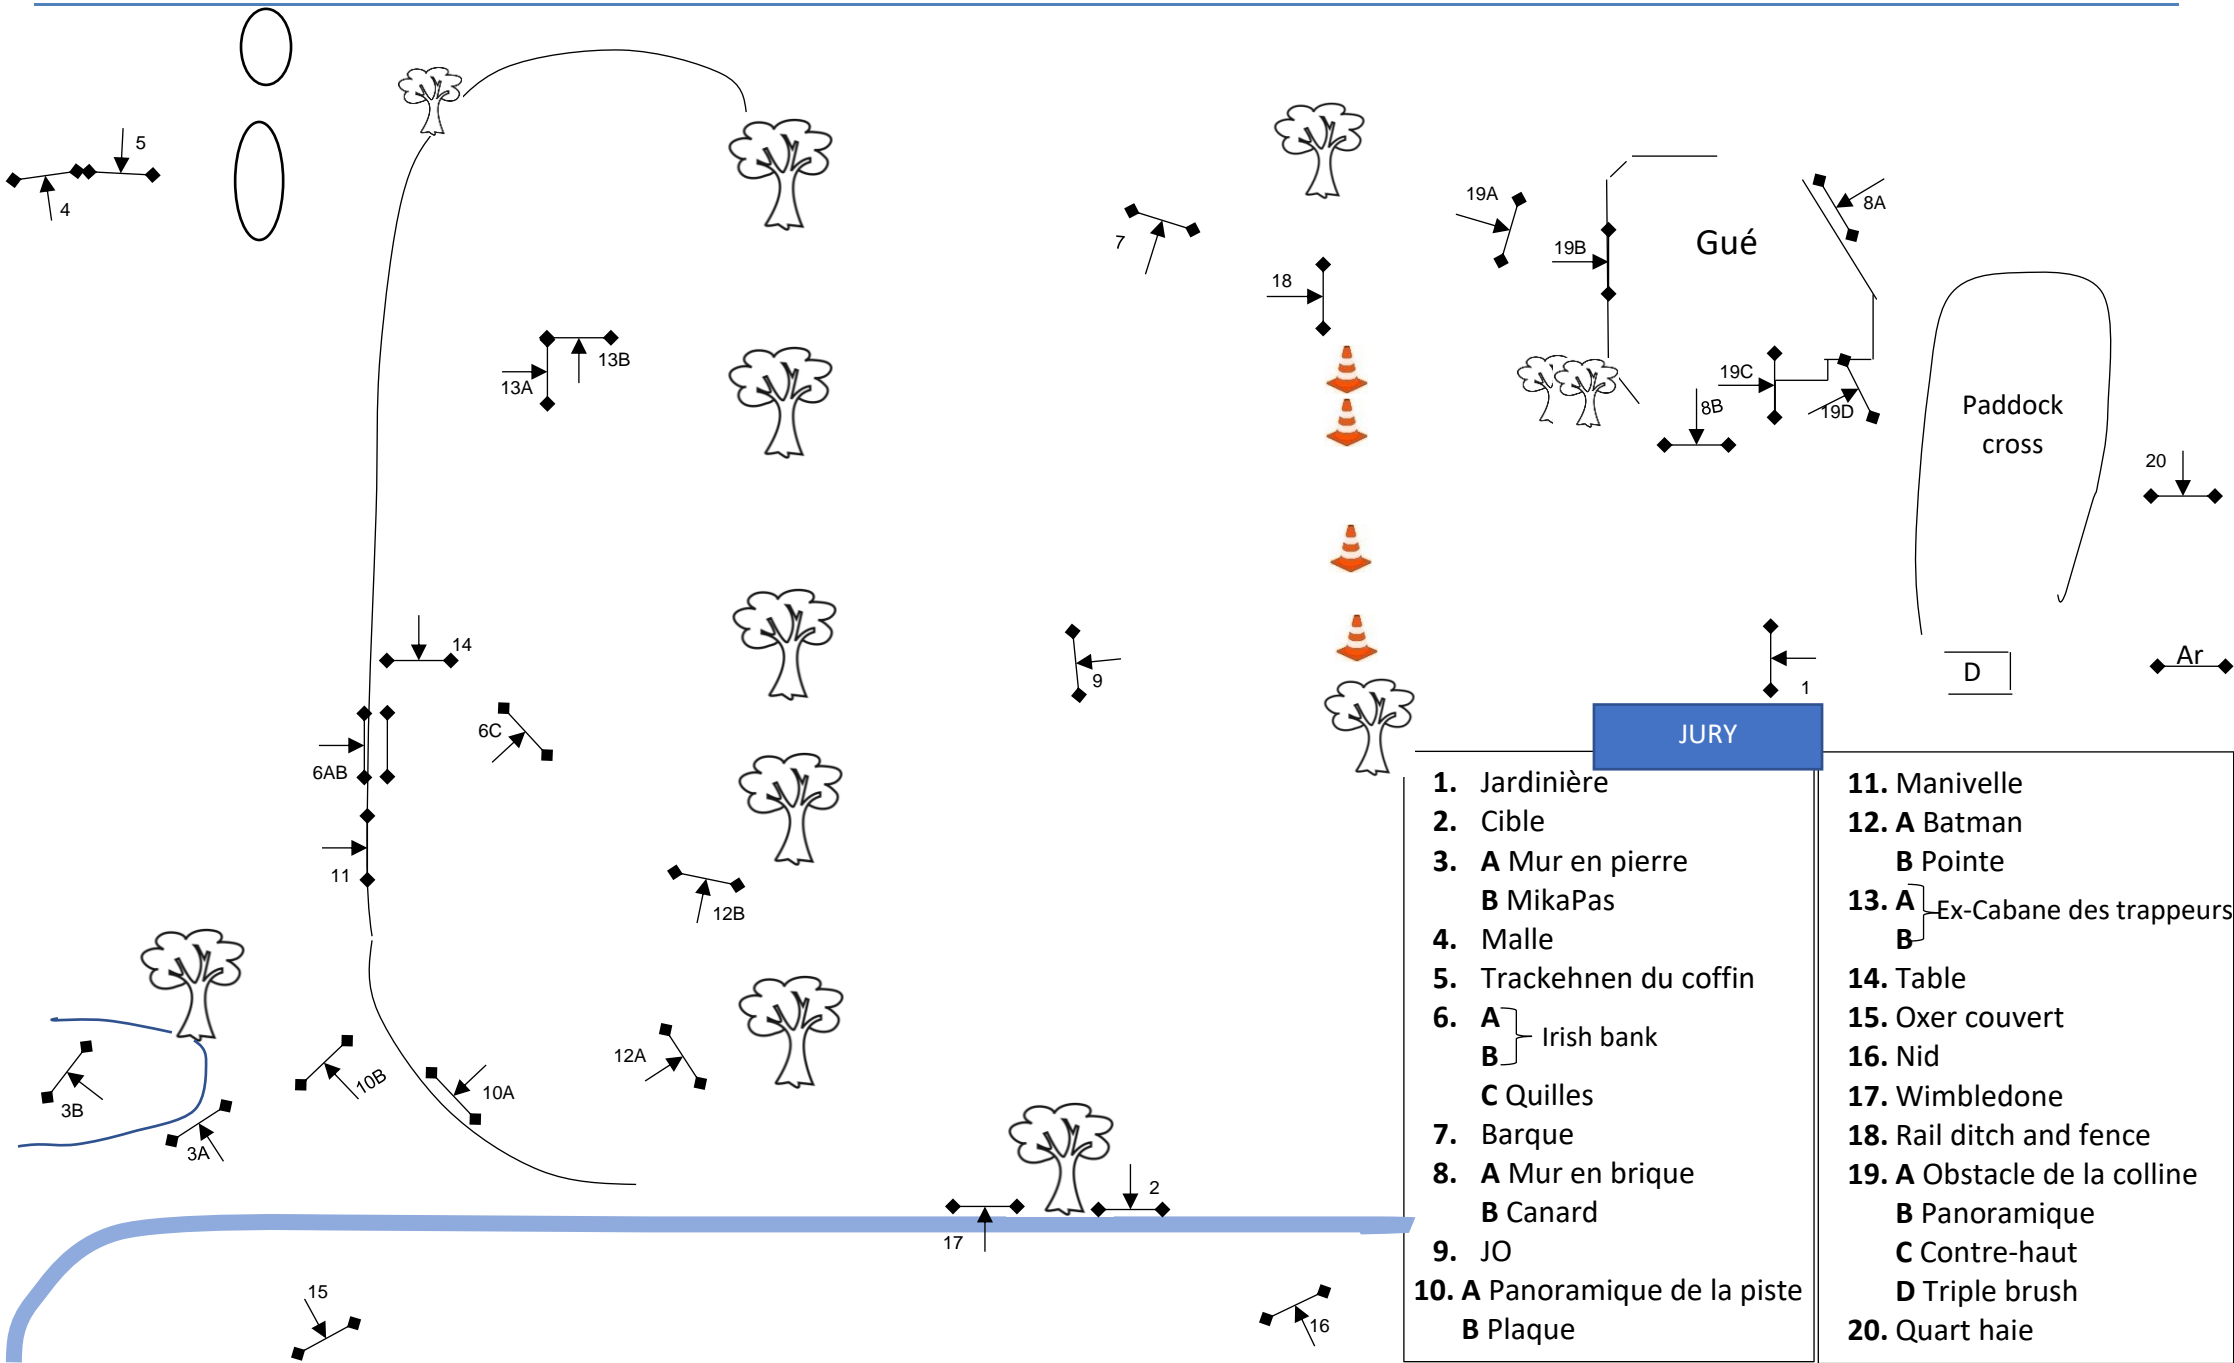 5
4
19A
8A
7
19B
Gué
18
13B
13A
19C
8B
19D
Paddock
cross
20
14
9
1
D
Ar
6C
6AB
JURY
11
12B
12A
10B
10A
3B
3A
2
17
15
16
1. Jardinière
2. Cible
3. A Mur en pierre
B MikaPas
4. Malle
5. Trackehnen du coffin
6. A
B
Irish bank
C Quilles
7. Barque
8. A Mur en brique
B Canard
9. JO
10. A Panoramique de la piste
B Plaque
11. Manivelle
12. A Batman
B Pointe
13. A
B
Ex-Cabane des trappeurs
14. Table
15. Oxer couvert
16. Nid
17. Wimbledone
18. Rail ditch and fence
19. A Obstacle de la colline
B Panoramique
C Contre-haut
D Triple brush
20. Quart haie